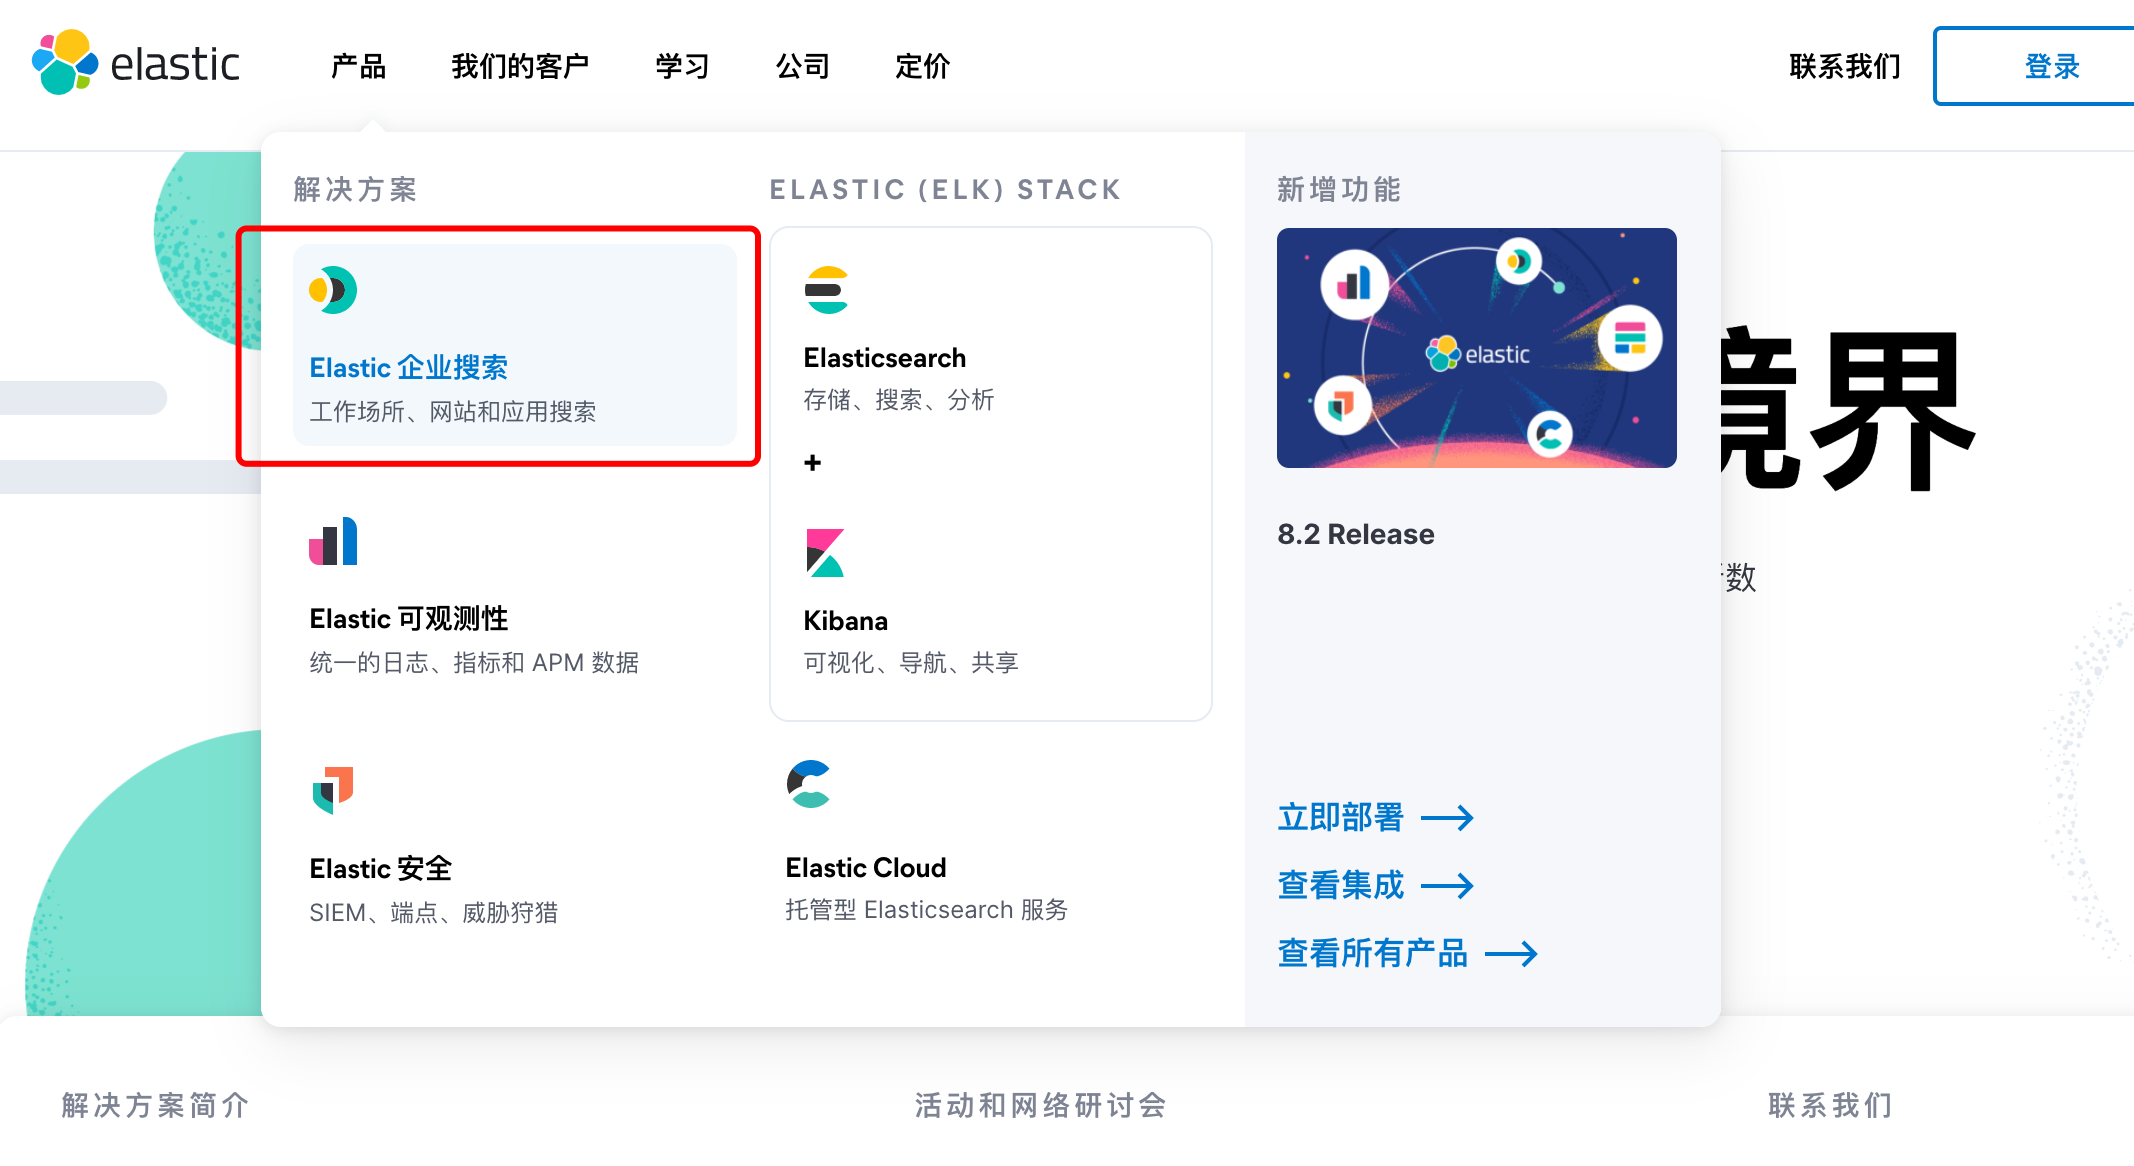 elastic
产品
我们的客户
学习
公司
定价
联系我们
登录
解决方案
Elastic 企业搜索
工作场所、网站和应用搜索
Elastic 可观测性
统一的日志、指标和 APM 数据
Elastic 安全
SIEM、端点、威胁狩猎
ELASTIC (ELK) STACK
Elasticsearch
存储、搜索、分析
+
Kibana
可视化、导航、共享
Elastic Cloud
托管型 Elasticsearch 服务
新增功能
elastic
8.2 Release
立即部署
查看集成
查看所有产品
境界
数
解决方案简介
活动和网络研讨会
联系我们